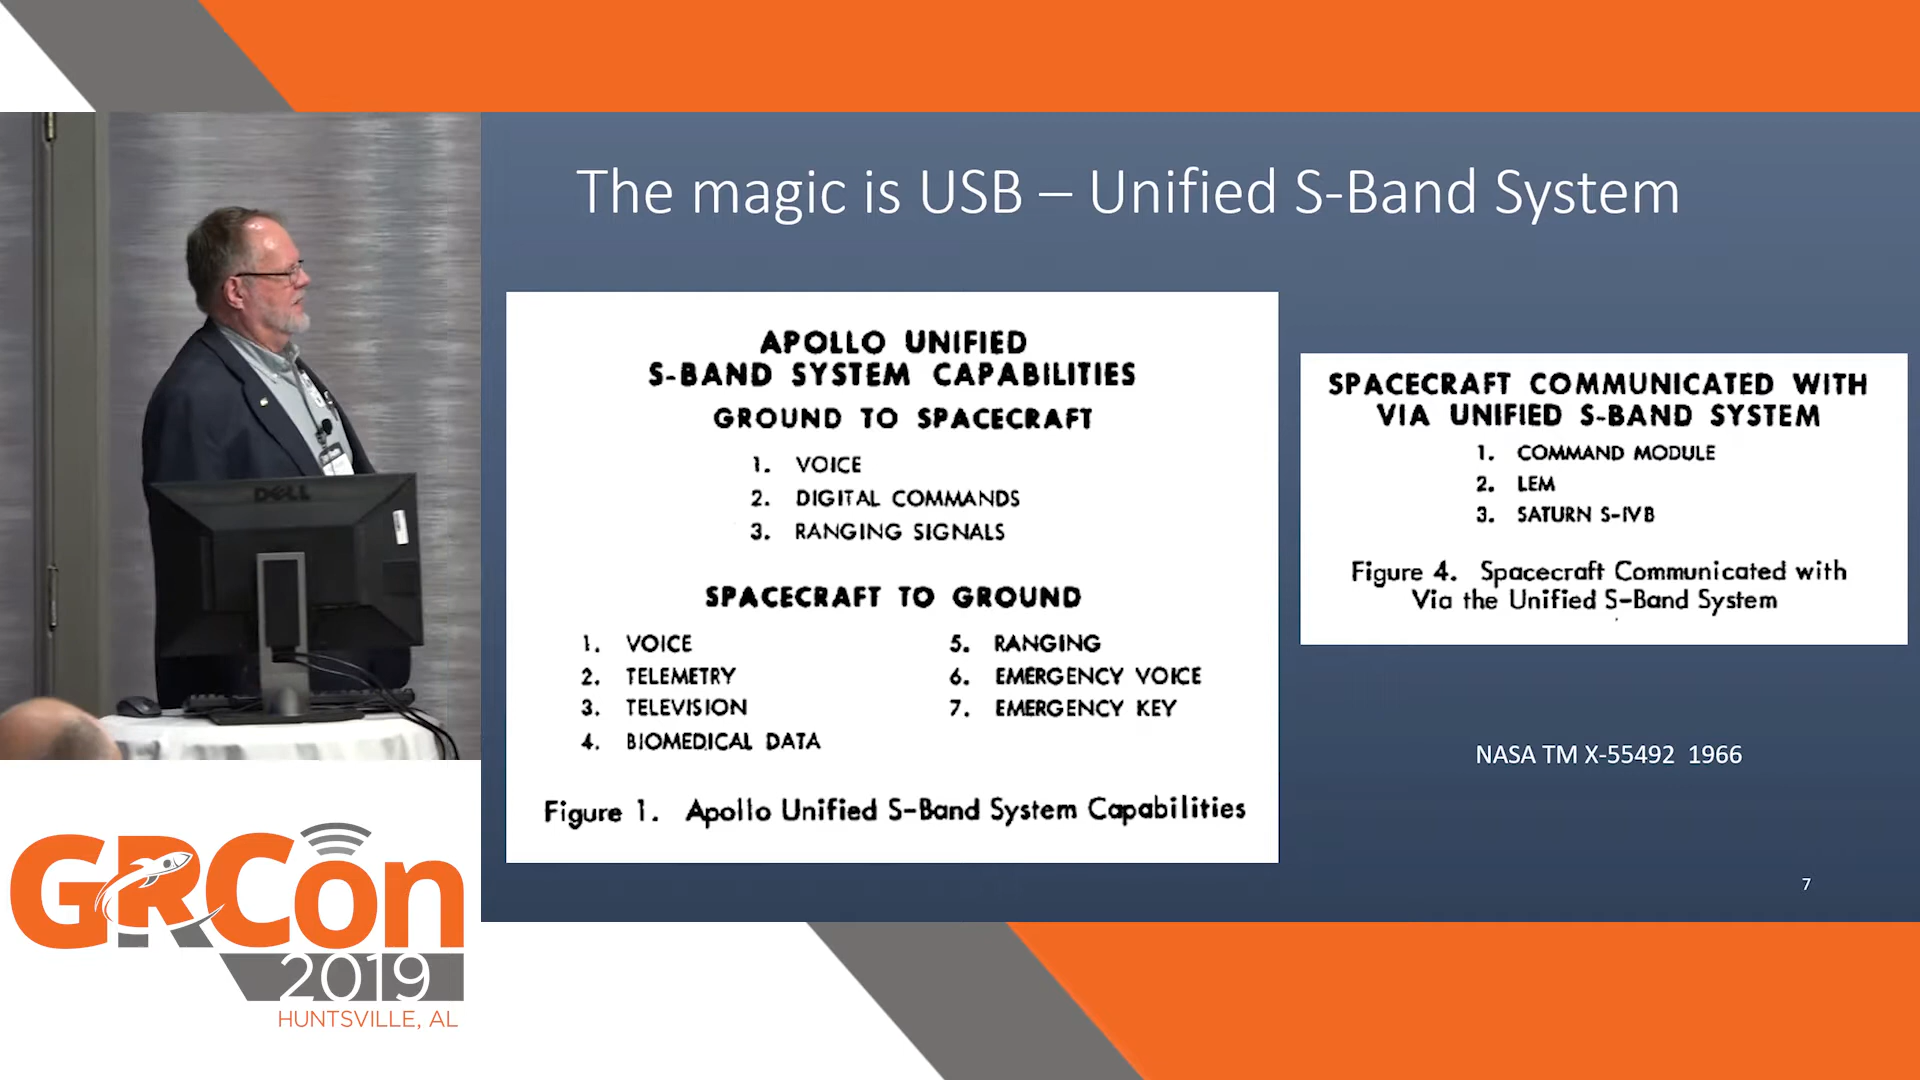 The magic is USB – Unified S-Band System
APOLLO UNIFIED
S-BAND SYSTEM CAPABILITIES
GROUND TO SPACECRAFT
1. VOICE
2. DIGITAL COMMANDS
3. RANGING SIGNALS
SPACECRAFT TO GROUND
1. VOICE
2. TELEMETRY
3. TELEVISION
4. BIOMEDICAL DATA
5. RANGING
6. EMERGENCY VOICE
7. EMERGENCY KEY
Figure 1. Apollo Unified S-Band System Capabilities
SPACECRAFT COMMUNICATED WITH
VIA UNIFIED S-BAND SYSTEM
1. COMMAND MODULE
2. LEM
3. SATURN S-IVB
Figure 4. Spacecraft Communicated with
Via the Unified S-Band System
NASA TM X-55492 1966
7
DELL
GRCon
2019
HUNTSVILLE, AL